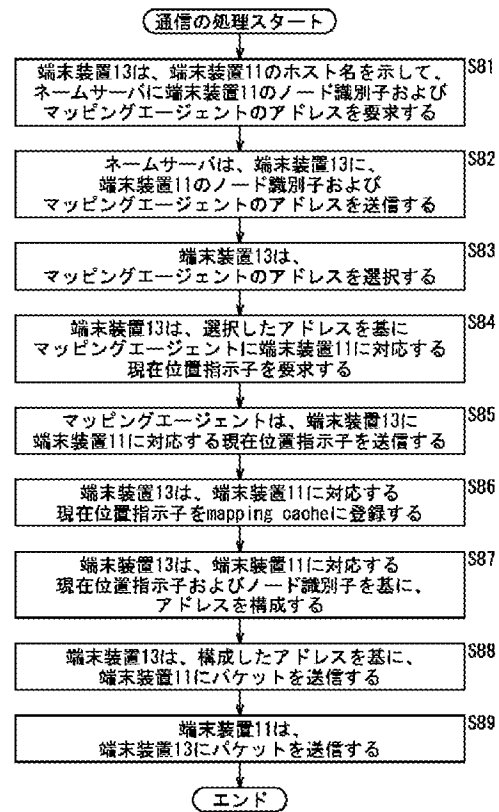 通信の処理スタート
S81
端末装置13は、端末装置11のホスト名を示して、
ネームサーバに端末装置11のノード識別子および
マッピングエージェントのアドレスを要求する
S82
ネームサーバは、端末装置13に、
端末装置11のノード識別子および
マッピングエージェントのアドレスを送信する
S83
端末装置13は、
マッピングエージェントのアドレスを選択する
S84
端末装置13は、選択したアドレスを基に
マッピングエージェントに端末装置11に対応する
現在位置指示子を要求する
S85
マッピングエージェントは、端末装置13に
端末装置11に対応する現在位置指示子を送信する
S86
端末装置13は、端末装置11に対応する
現在位置指示子をmapping cacheに登録する
S87
端末装置13は、端末装置11に対応する
現在位置指示子およびノード識別子を基に、
アドレスを構成する
S88
端末装置13は、構成したアドレスを基に、
端末装置11にパケットを送信する
S89
端末装置11は、
端末装置13にパケットを送信する
エンド